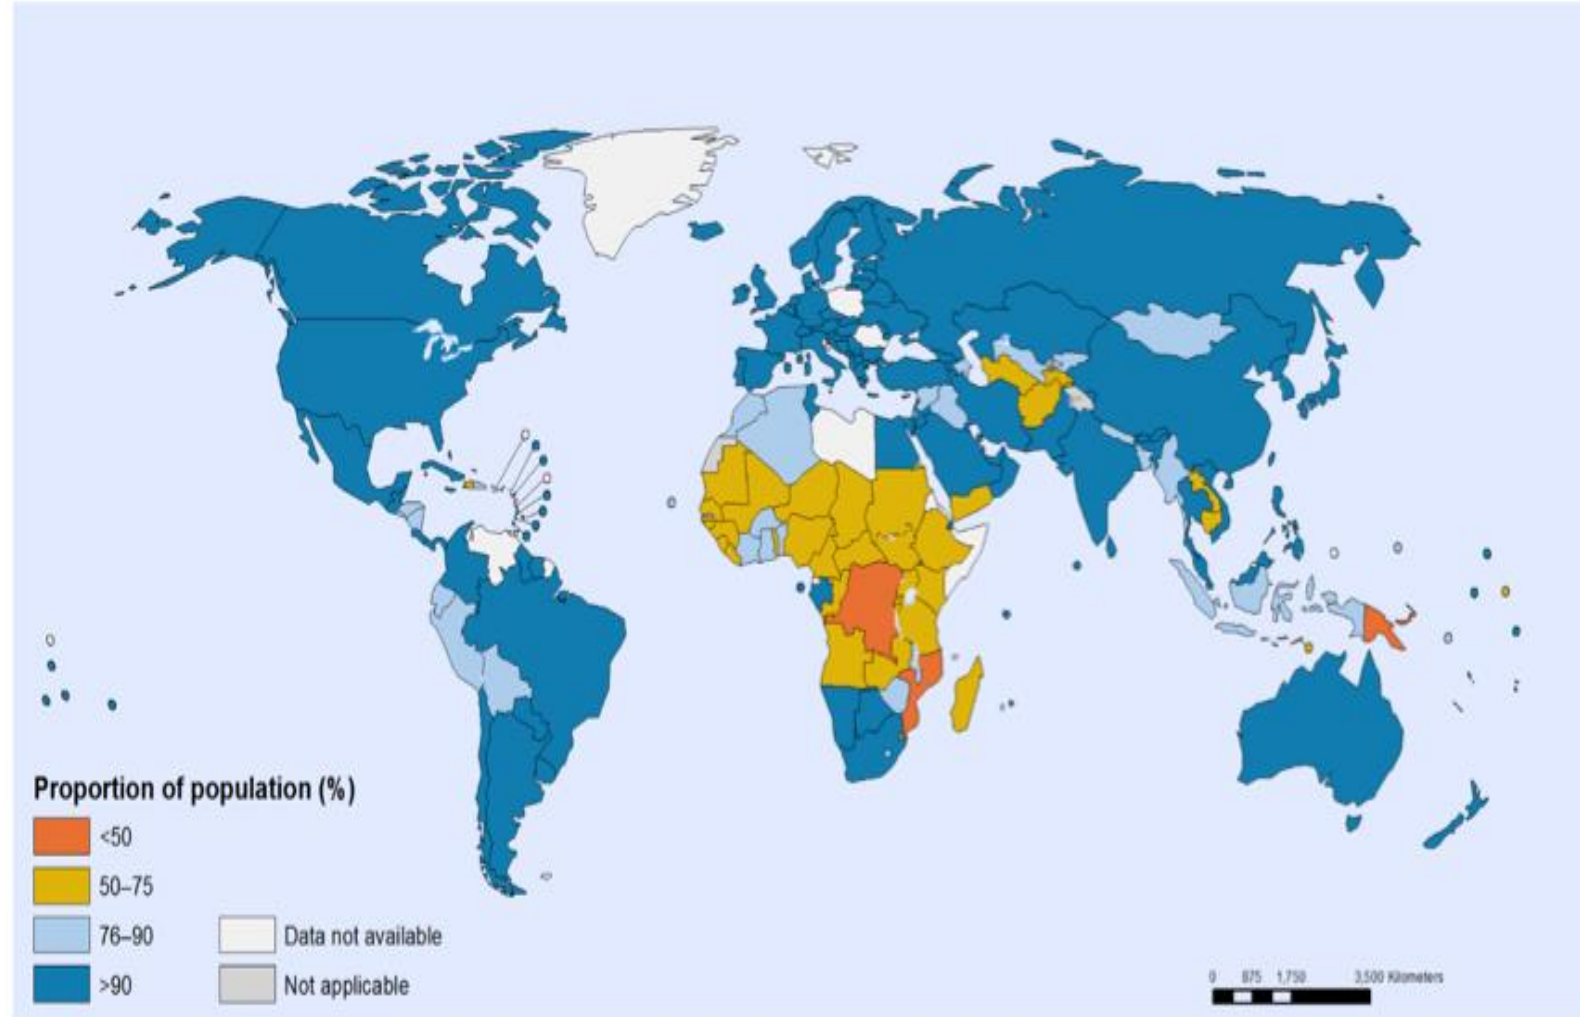 Proportion of population (%)
<50
50–75
76–90
>90
Data not available
Not applicable
0 875 1,750 3,500 Kilometers